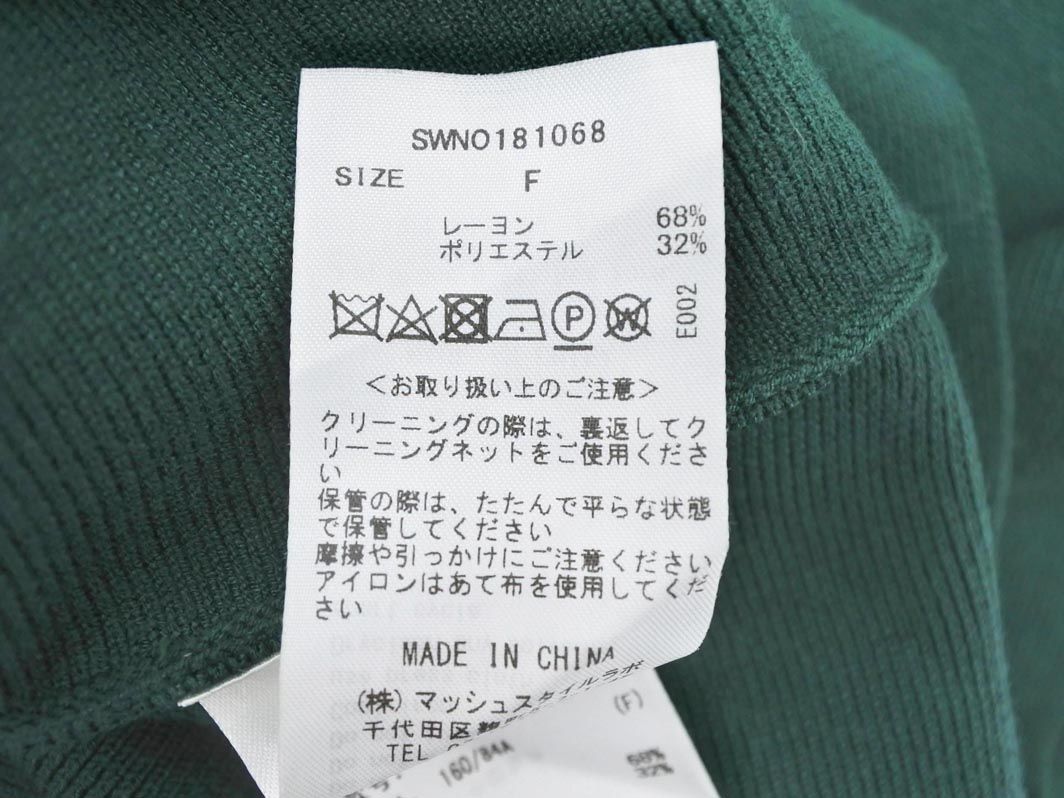 SWNO181068
SIZE F
レーヨン 68%
ポリエステル 32%
P
W
E002
＜お取り扱い上のご注意＞
クリーニングの際は、裏返してク
リーニングネットをご使用くださ
い
保管の際は、たたんで平らな状態
で保管してください
摩擦や引っかけにご注意ください
アイロンはあて布を使用してくだ
さい
MADE IN CHINA
(株)マッシュスタイルラボ
千代田区麹
TEL
(F)
160/84A
68%
32%